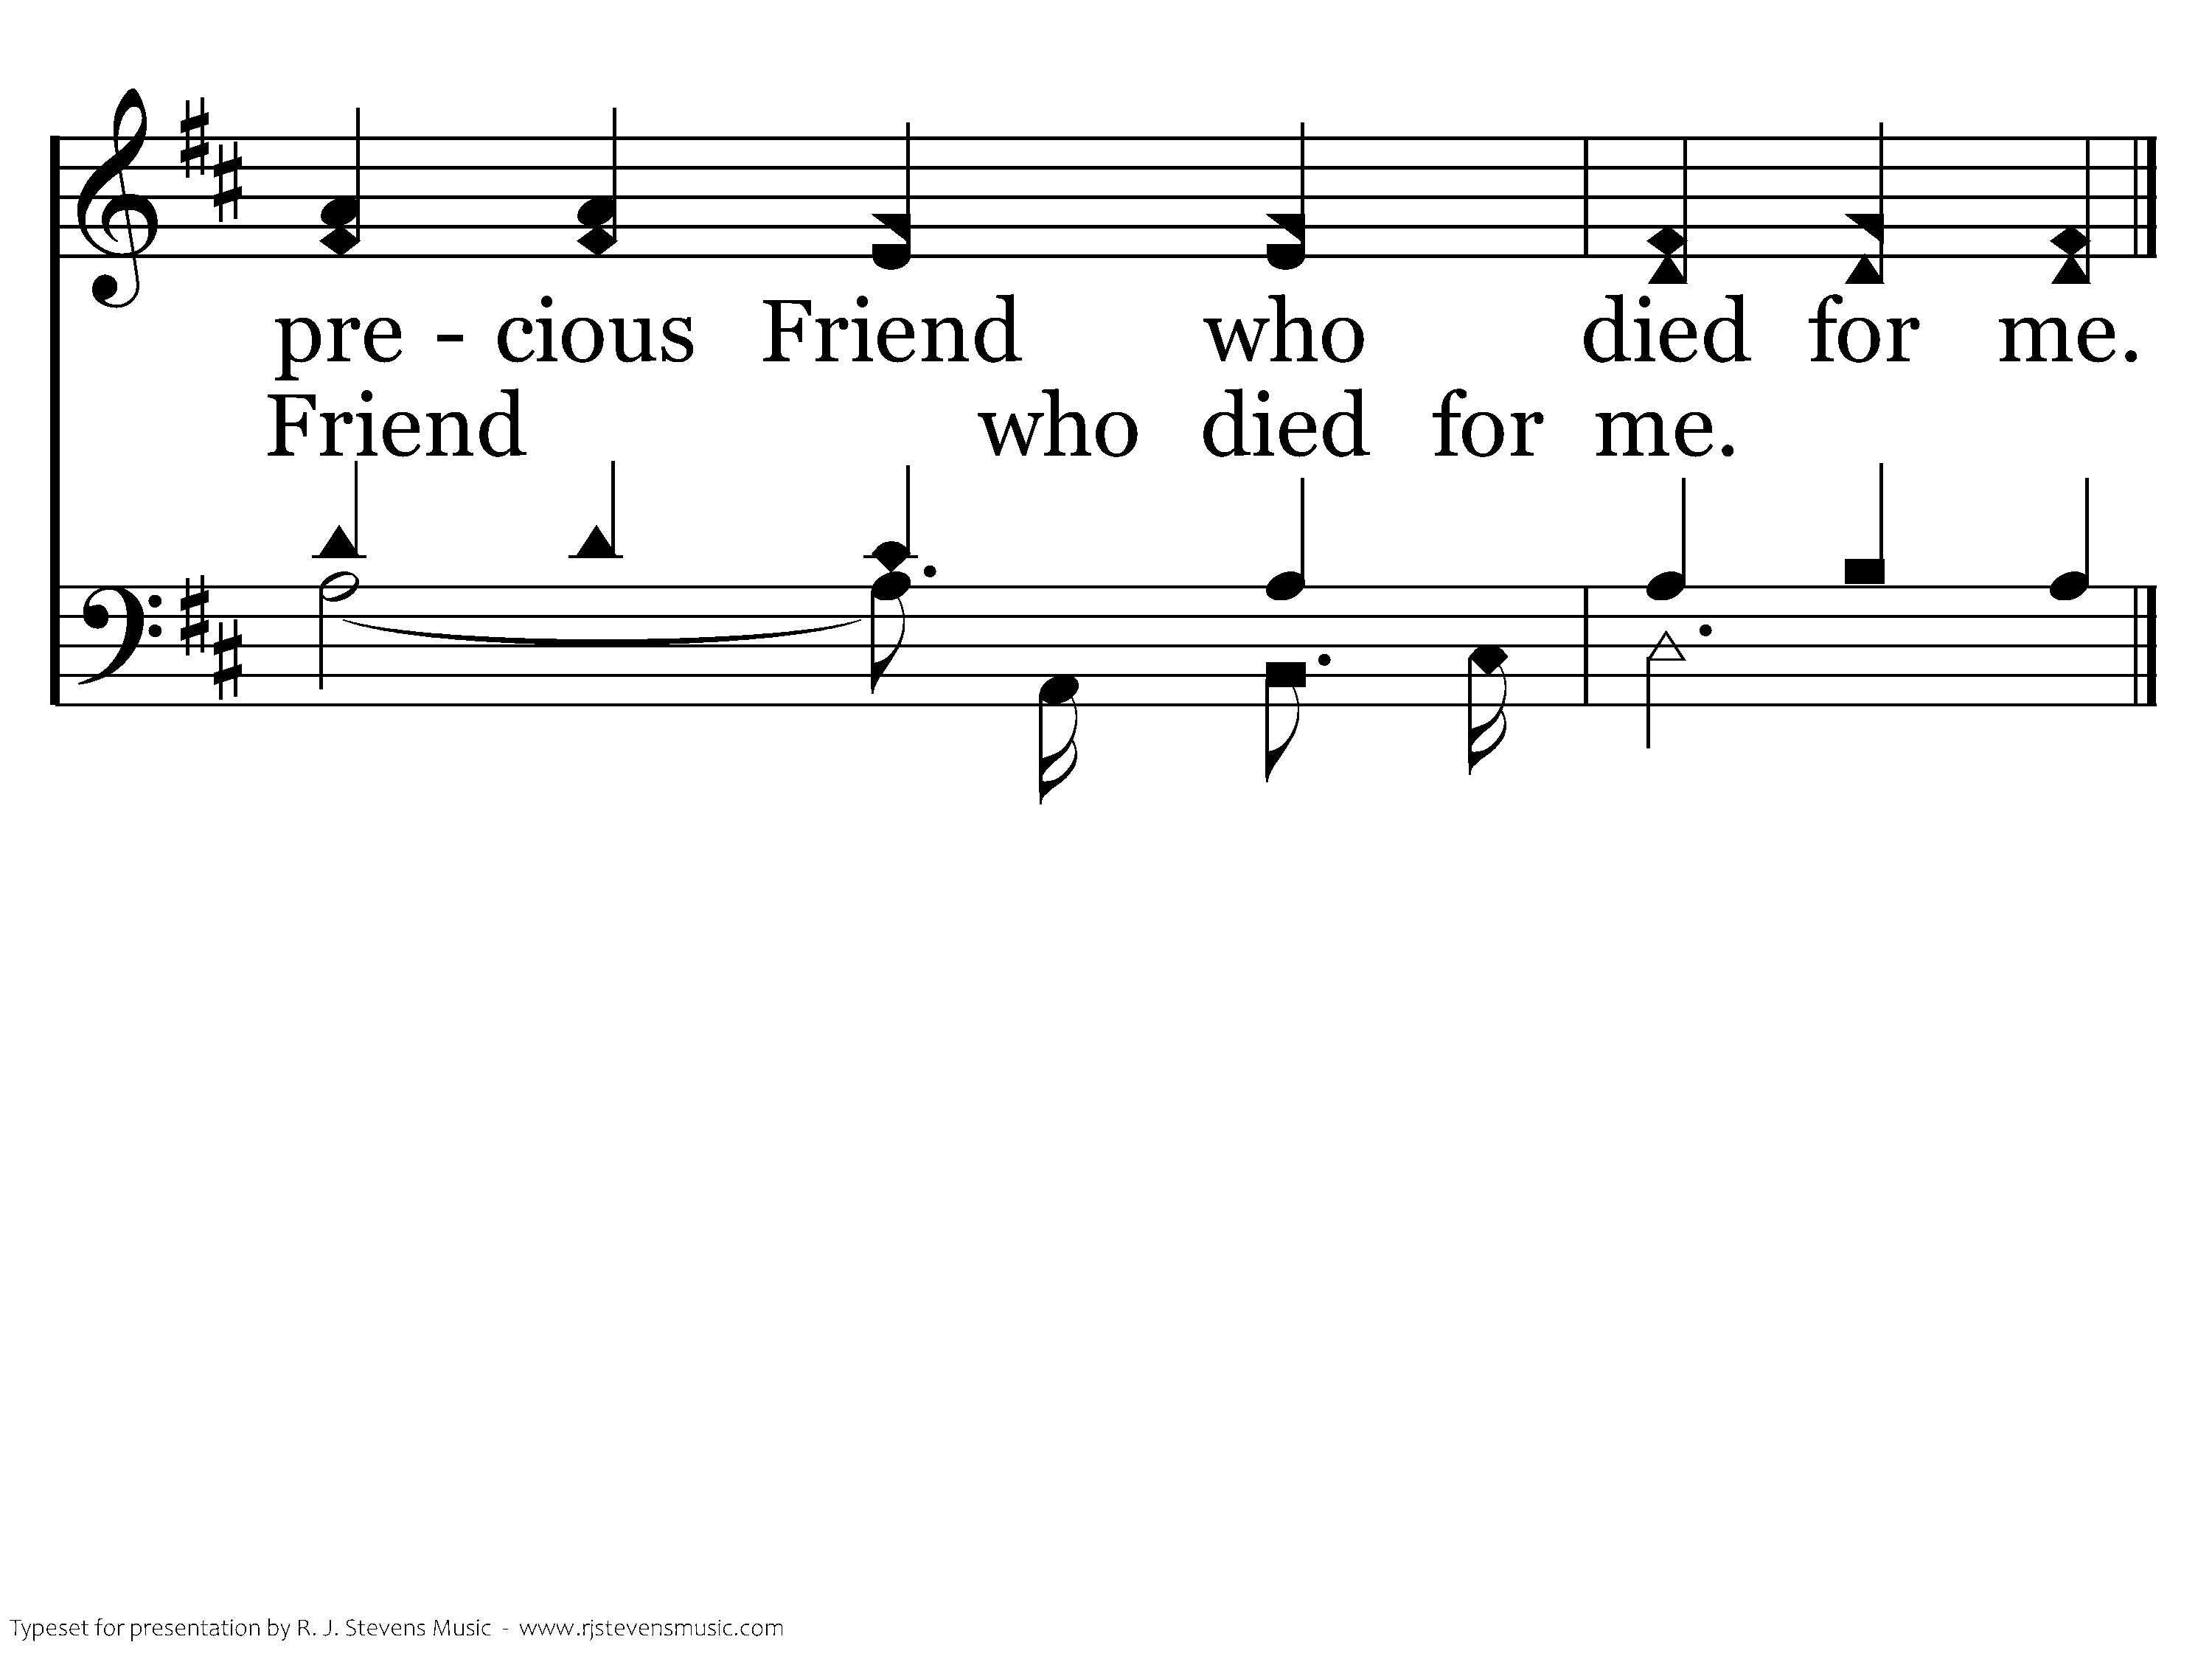 pre - cious Friend who died for me.
Friend who died for me.
Typeset for presentation by R. J. Stevens Music - www.rjstevensmusic.com